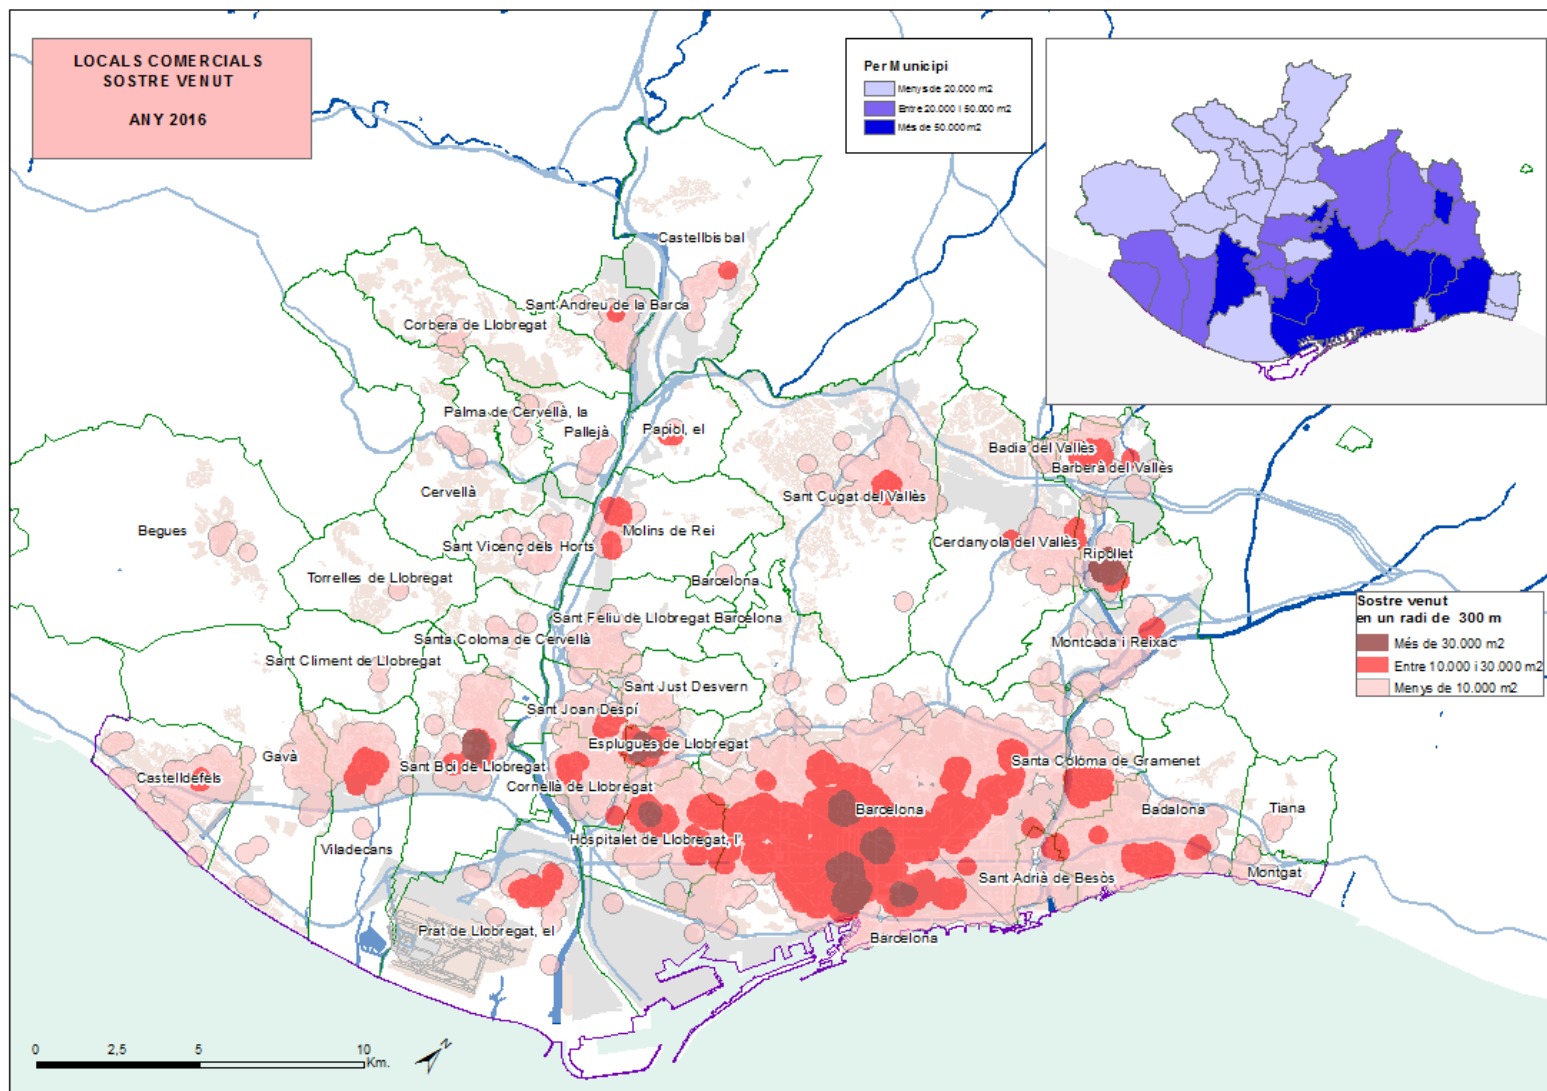 LOCALS COMERCIALS
SOSTRE VENUT
ANY 2016
Per Municipi
Menys de 20.000 m2
Entre 20.000 i 50.000 m2
Més de 50.000 m2
Castellbisbal
Sant Andreu de la Barca
Corbera de Llobregat
Palma de Cervellà, la
Pallejà
Papiol, el
Badia del Vallès
Barberà del Vallès
Cervellà
Sant Cugat del Vallès
Begues
Molins de Rei
Sant Vicenç dels Horts
Cerdanyola del Vallès
Ripollet
Torrelles de Llobregat
Barcelona
Sostre venut
en un radi de 300 m
Més de 30.000 m2
Entre 10.000 i 30.000 m2
Menys de 10.000 m2
Sant Feliu de Llobregat Barcelona
Santa Coloma de Cervellà
Montcada i Reixac
Sant Climent de Llobregat
Sant Just Desvern
Sant Joan Despí
Esplugues de Llobregat
Gavà
Sant Boi de Llobregat
Santa Coloma de Gramenet
Castelldefels
Cornellà de Llobregat
Barcelona
Badalona
Tiana
Viladecans
Hospitalet de Llobregat, l'
Montgat
Sant Adrià de Besòs
Prat de Llobregat, el
Barcelona
0 2,5 5 10
Km.
N